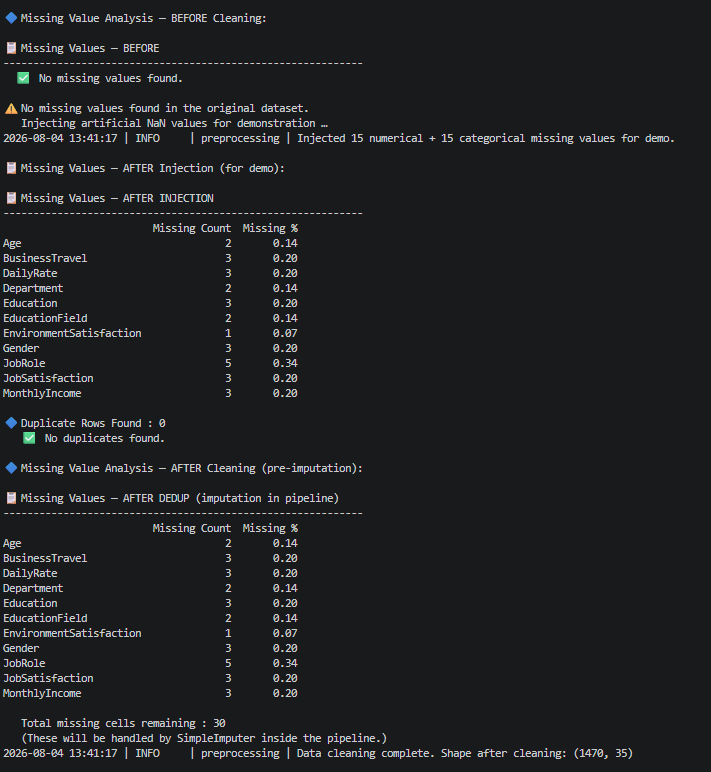 🔷 Missing Value Analysis — BEFORE Cleaning:
📋 Missing Values — BEFORE
------------------------------------------------------------
✅ No missing values found.
⚠️ No missing values found in the original dataset.
Injecting artificial NaN values for demonstration …
2026-08-04 13:41:17 | INFO     | preprocessing | Injected 15 numerical + 15 categorical missing values for demo.
📋 Missing Values — AFTER Injection (for demo):
📋 Missing Values — AFTER INJECTION
------------------------------------------------------------
Missing Count  Missing %
Age 2 0.14
BusinessTravel 3 0.20
DailyRate 3 0.20
Department 2 0.14
Education 3 0.20
EducationField 2 0.14
EnvironmentSatisfaction 1 0.07
Gender 3 0.20
JobRole 5 0.34
JobSatisfaction 3 0.20
MonthlyIncome 3 0.20
🔷 Duplicate Rows Found : 0
✅ No duplicates found.
🔷 Missing Value Analysis — AFTER Cleaning (pre-imputation):
📋 Missing Values — AFTER DEDUP (imputation in pipeline)
------------------------------------------------------------
Missing Count  Missing %
Age 2 0.14
BusinessTravel 3 0.20
DailyRate 3 0.20
Department 2 0.14
Education 3 0.20
EducationField 2 0.14
EnvironmentSatisfaction 1 0.07
Gender 3 0.20
JobRole 5 0.34
JobSatisfaction 3 0.20
MonthlyIncome 3 0.20
Total missing cells remaining : 30
(These will be handled by SimpleImputer inside the pipeline.)
2026-08-04 13:41:17 | INFO     | preprocessing | Data cleaning complete. Shape after cleaning: (1470, 35)